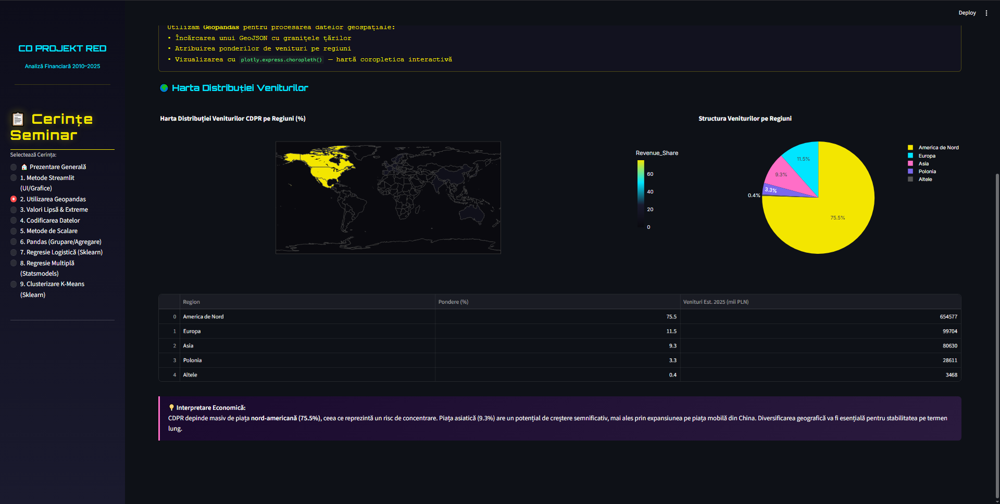 Deploy
CD PROJEKT RED
Analiză Financiară 2010–2025
📋 Cerințe
Seminar
Selectează Cerința:
🏠 Prezentare Generală
1. Metode Streamlit
(UI/Grafice)
2. Utilizarea Geopandas
3. Valori Lipsă & Extreme
4. Codificarea Datelor
5. Metode de Scalare
6. Pandas (Grupare/Agregare)
7. Regresie Logistică (Sklearn)
8. Regresie Multiplă
(Statsmodels)
9. Clusterizare K-Means
(Sklearn)
Utilizam Geopandas pentru procesarea datelor geospațiale:
• Încărcarea unui GeoJSON cu granițele țărilor
• Atribuirea ponderilor de venituri pe regiuni
• Vizualizarea cu plotly.express.choropleth() — hartă coropletica interactivă
🌍 Harta Distribuției Veniturilor
Harta Distribuției Veniturilor CDPR pe Regiuni (%)
Revenue_Share
60
40
20
0
Structura Veniturilor pe Regiuni
11.5%
9.3%
3.3%
0.4%
75.5%
America de Nord
Europa
Asia
Polonia
Altele
Region Pondere (%) Venituri Est. 2025 (mii PLN)
0 America de Nord 75.5 654577
1 Europa 11.5 99704
2 Asia 9.3 80630
3 Polonia 3.3 28611
4 Altele 0.4 3468
💡 Interpretare Economică:
CDPR depinde masiv de piața nord-americană (75.5%), ceea ce reprezintă un risc de concentrare. Piața asiatică (9.3%) are un potențial de creștere semnificativ, mai ales prin expansiunea pe piața mobilă din China. Diversificarea geografică va fi esențială pentru stabilitatea pe termen
lung.